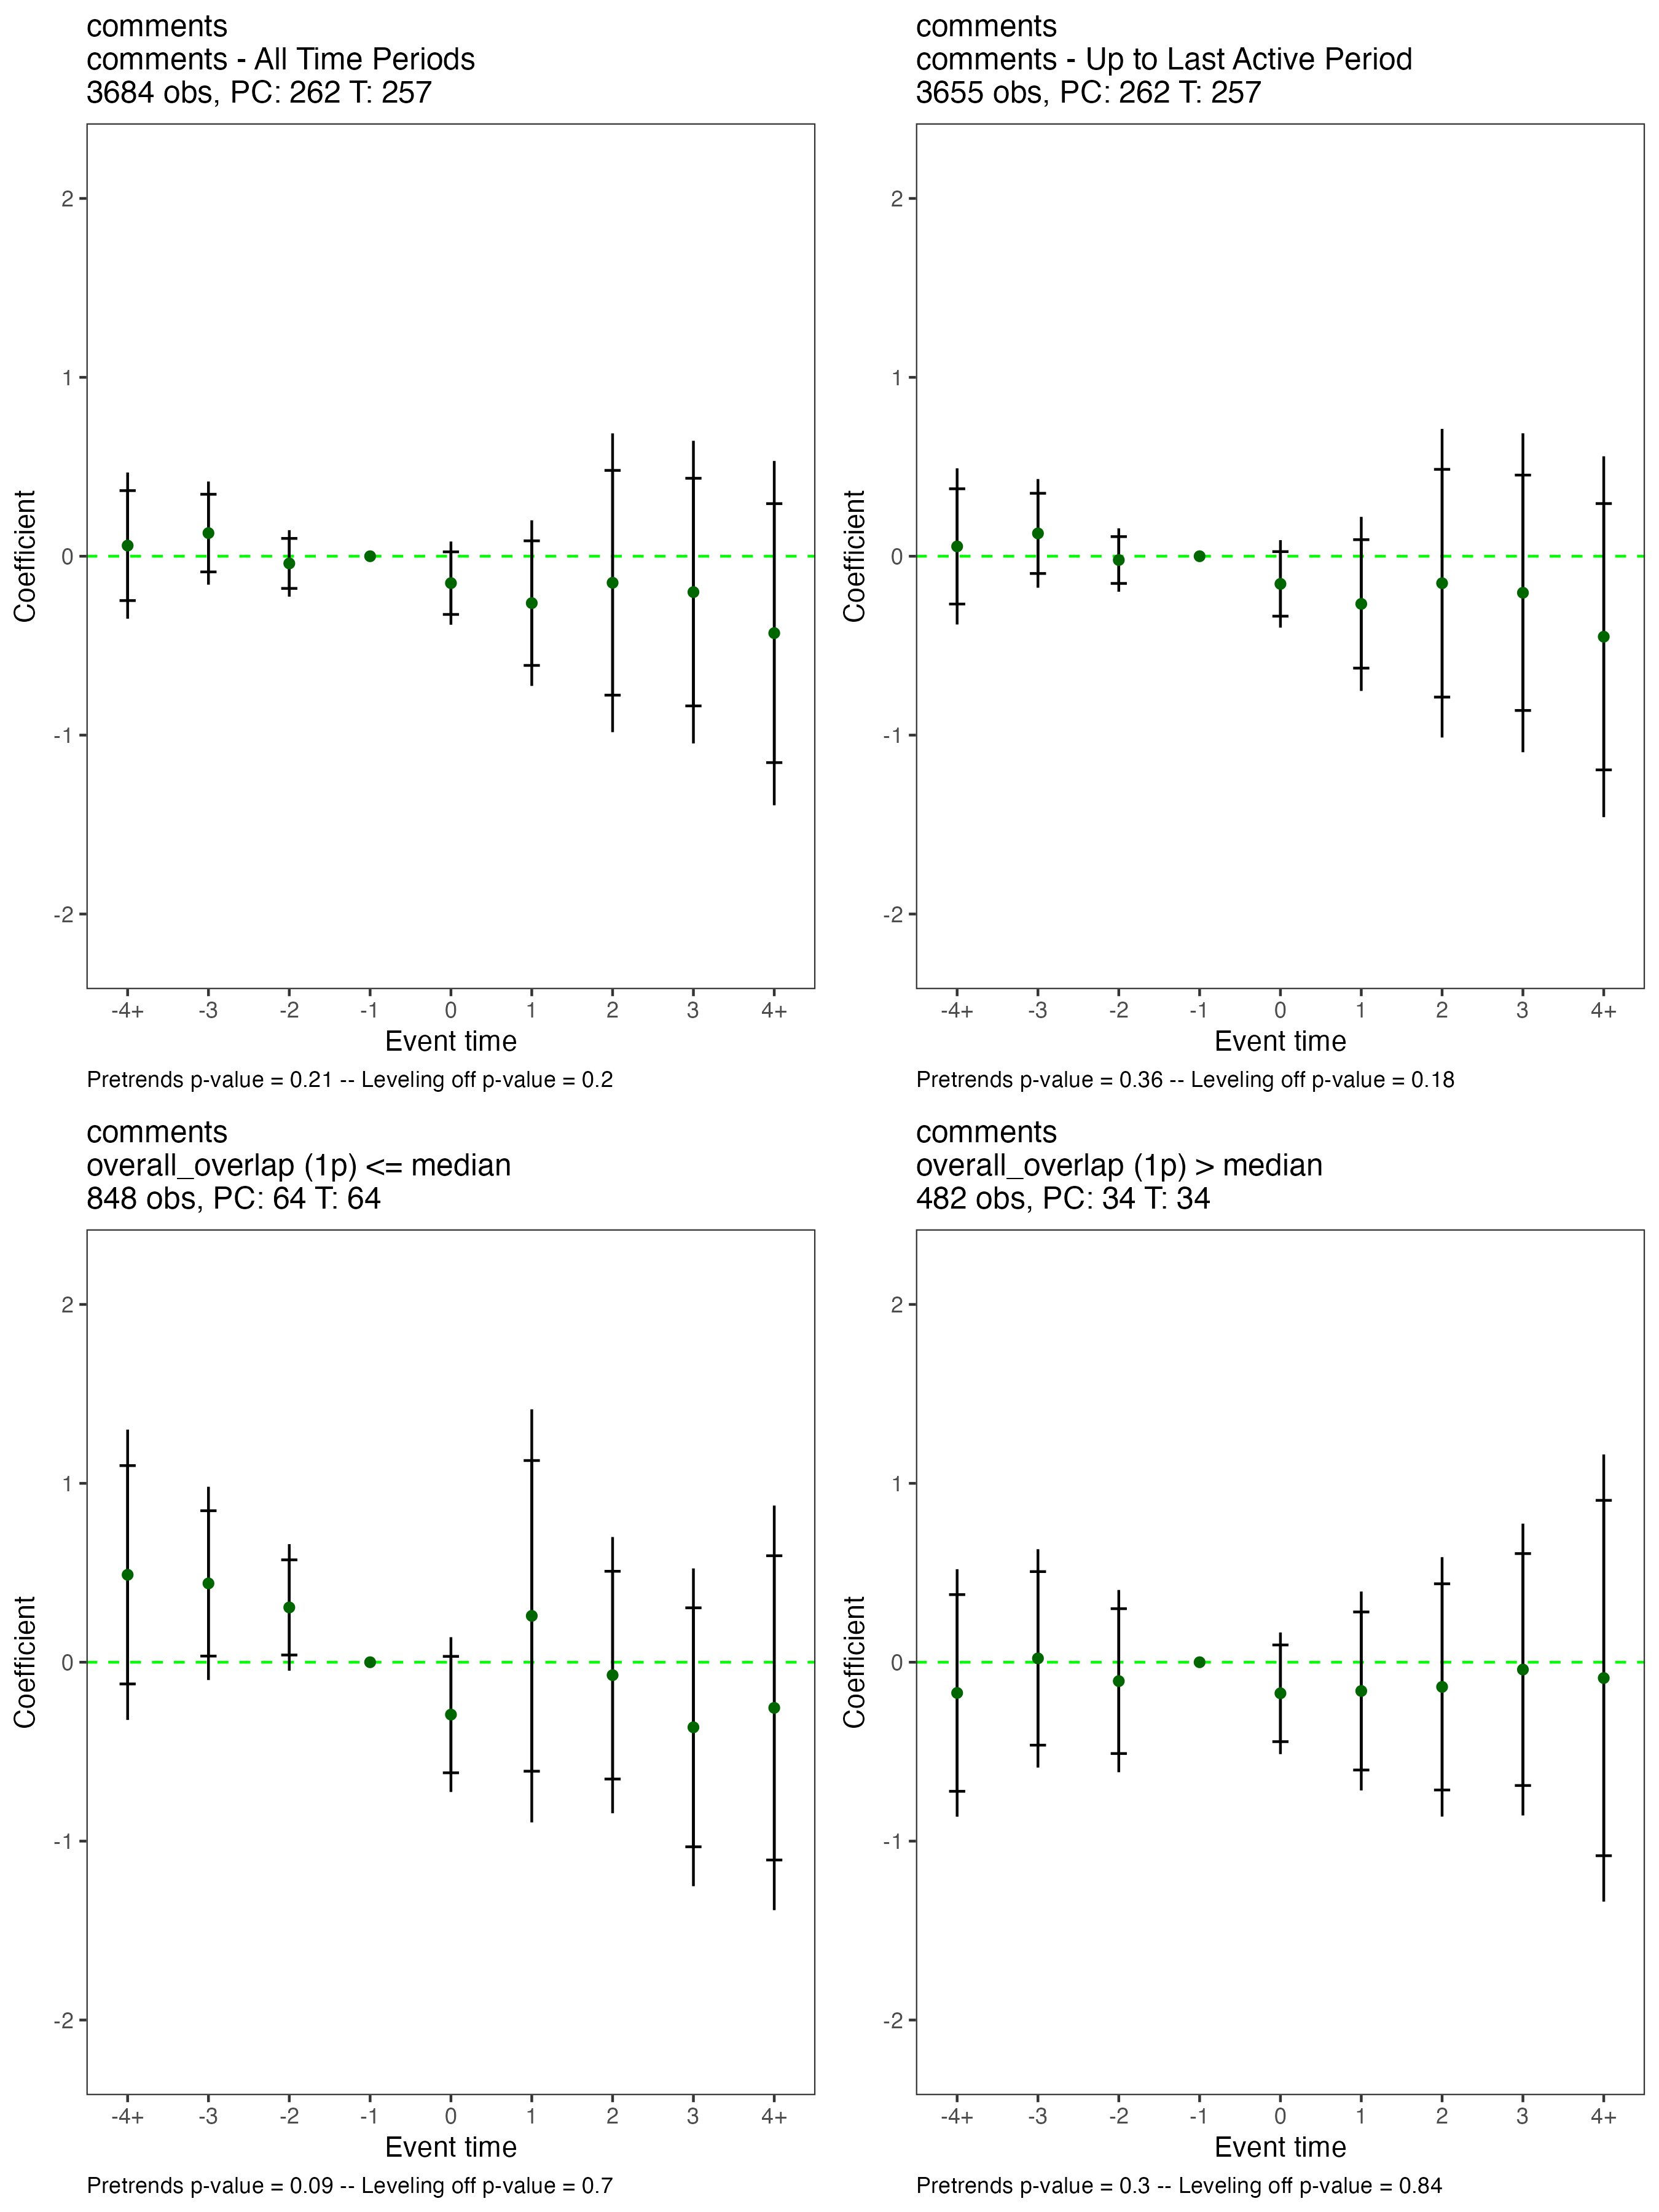 comments
comments - All Time Periods
3684 obs, PC: 262 T: 257
2
1
0
-1
-2
Coefficient
-4+ -3 -2 -1 0 1 2 3 4+
Event time
Pretrends p-value = 0.21 -- Leveling off p-value = 0.2
comments
comments - Up to Last Active Period
3655 obs, PC: 262 T: 257
2
1
0
-1
-2
Coefficient
-4+ -3 -2 -1 0 1 2 3 4+
Event time
Pretrends p-value = 0.36 -- Leveling off p-value = 0.18
comments
overall_overlap (1p) <= median
848 obs, PC: 64 T: 64
2
1
0
-1
-2
Coefficient
-4+ -3 -2 -1 0 1 2 3 4+
Event time
Pretrends p-value = 0.09 -- Leveling off p-value = 0.7
comments
overall_overlap (1p) > median
482 obs, PC: 34 T: 34
2
1
0
-1
-2
Coefficient
-4+ -3 -2 -1 0 1 2 3 4+
Event time
Pretrends p-value = 0.3 -- Leveling off p-value = 0.84